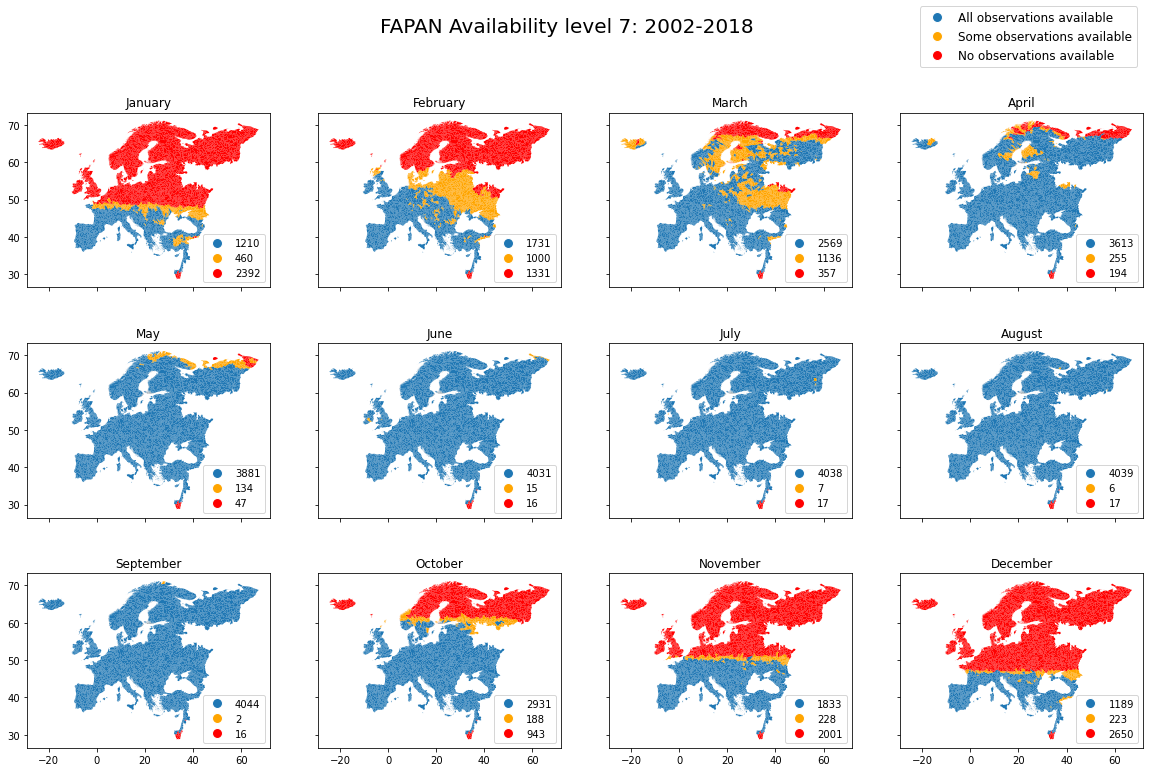 FAPAN Availability level 7: 2002-2018
All observations available
Some observations available
No observations available
January
70
60
50
40
30
1210
460
2392
February
1731
1000
1331
March
2569
1136
357
April
3613
255
194
May
70
60
50
40
30
3881
134
47
June
4031
15
16
July
4038
7
17
August
4039
6
17
September
70
60
50
40
30
4044
2
16
−20 0 20 40 60
October
2931
188
943
−20 0 20 40 60
November
1833
228
2001
−20 0 20 40 60
December
1189
223
2650
−20 0 20 40 60